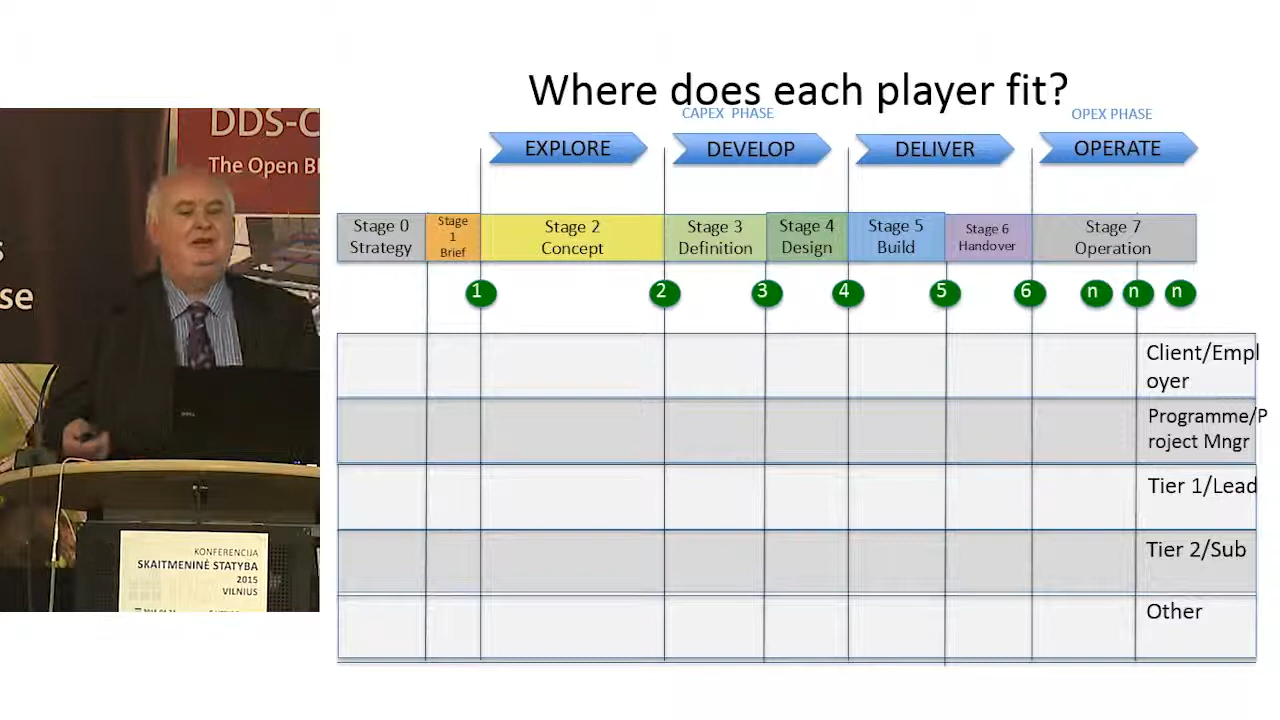 Where does each player fit?
CAPEX PHASE
OPEX PHASE
EXPLORE
DEVELOP
DELIVER
OPERATE
Stage 0
Strategy
Stage
1
Brief
Stage 2
Concept
Stage 3
Definition
Stage 4
Design
Stage 5
Build
Stage 6
Handover
Stage 7
Operation
1
2
3
4
5
6
n
n
n
Client/Empl
oyer
Programme/P
roject Mngr
Tier 1/Lead
Tier 2/Sub
Other
DDS-C
The Open BI
s
se
DELL
KONFERENCIJA
SKAITMENINĖ STATYBA
2015
VILNIUS